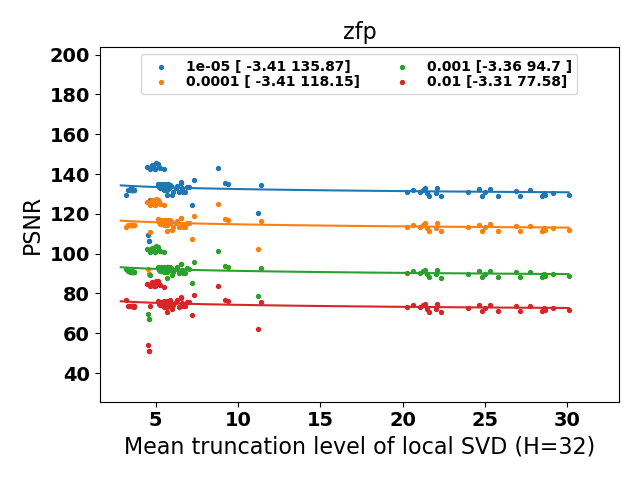 zfp
1e-05 [ -3.41 135.87]
0.0001 [ -3.41 118.15]
0.001 [-3.36 94.7 ]
0.01 [-3.31 77.58]
200
180
160
140
120
100
80
60
40
PSNR
5 10 15 20 25 30
Mean truncation level of local SVD (H=32)